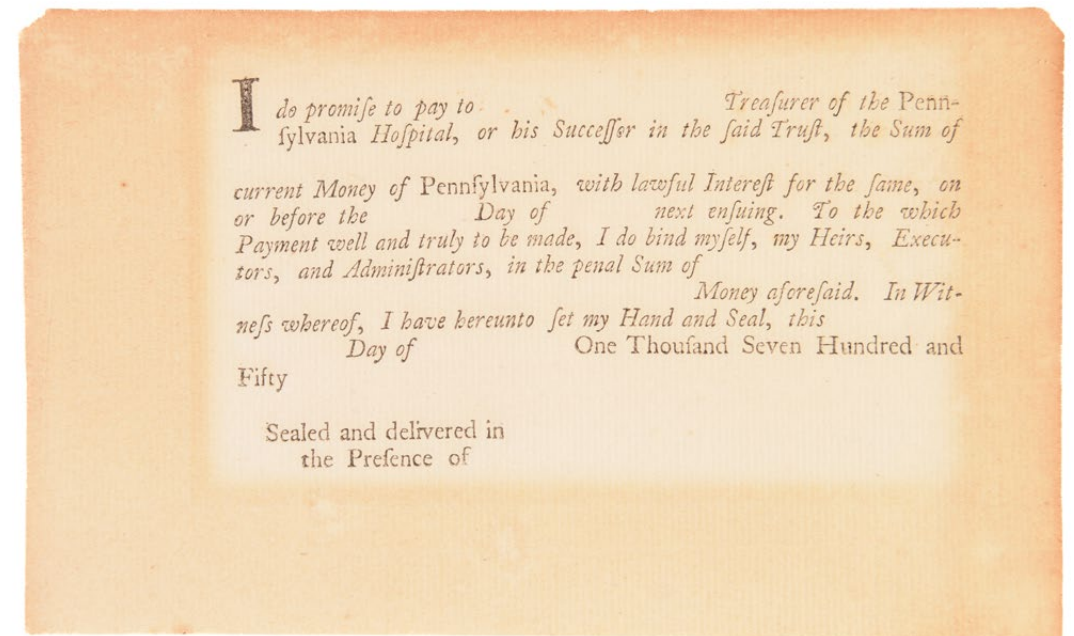 I do promiſe to pay to Treaſurer of the Penn-
ſylvania Hoſpital, or his Succeſſor in the ſaid Truſt, the Sum of
current Money of Pennſylvania, with lawful Intereſt for the ſame, on
or before the Day of next enſuing. To the which
Payment well and truly to be made, I do bind myſelf, my Heirs, Execu-
tors, and Adminiſtrators, in the penal Sum of
Money aforeſaid. In Wit-
neſs whereof, I have hereunto ſet my Hand and Seal, this
Day of One Thouſand Seven Hundred and
Fifty
Sealed and delivered in
the Preſence of